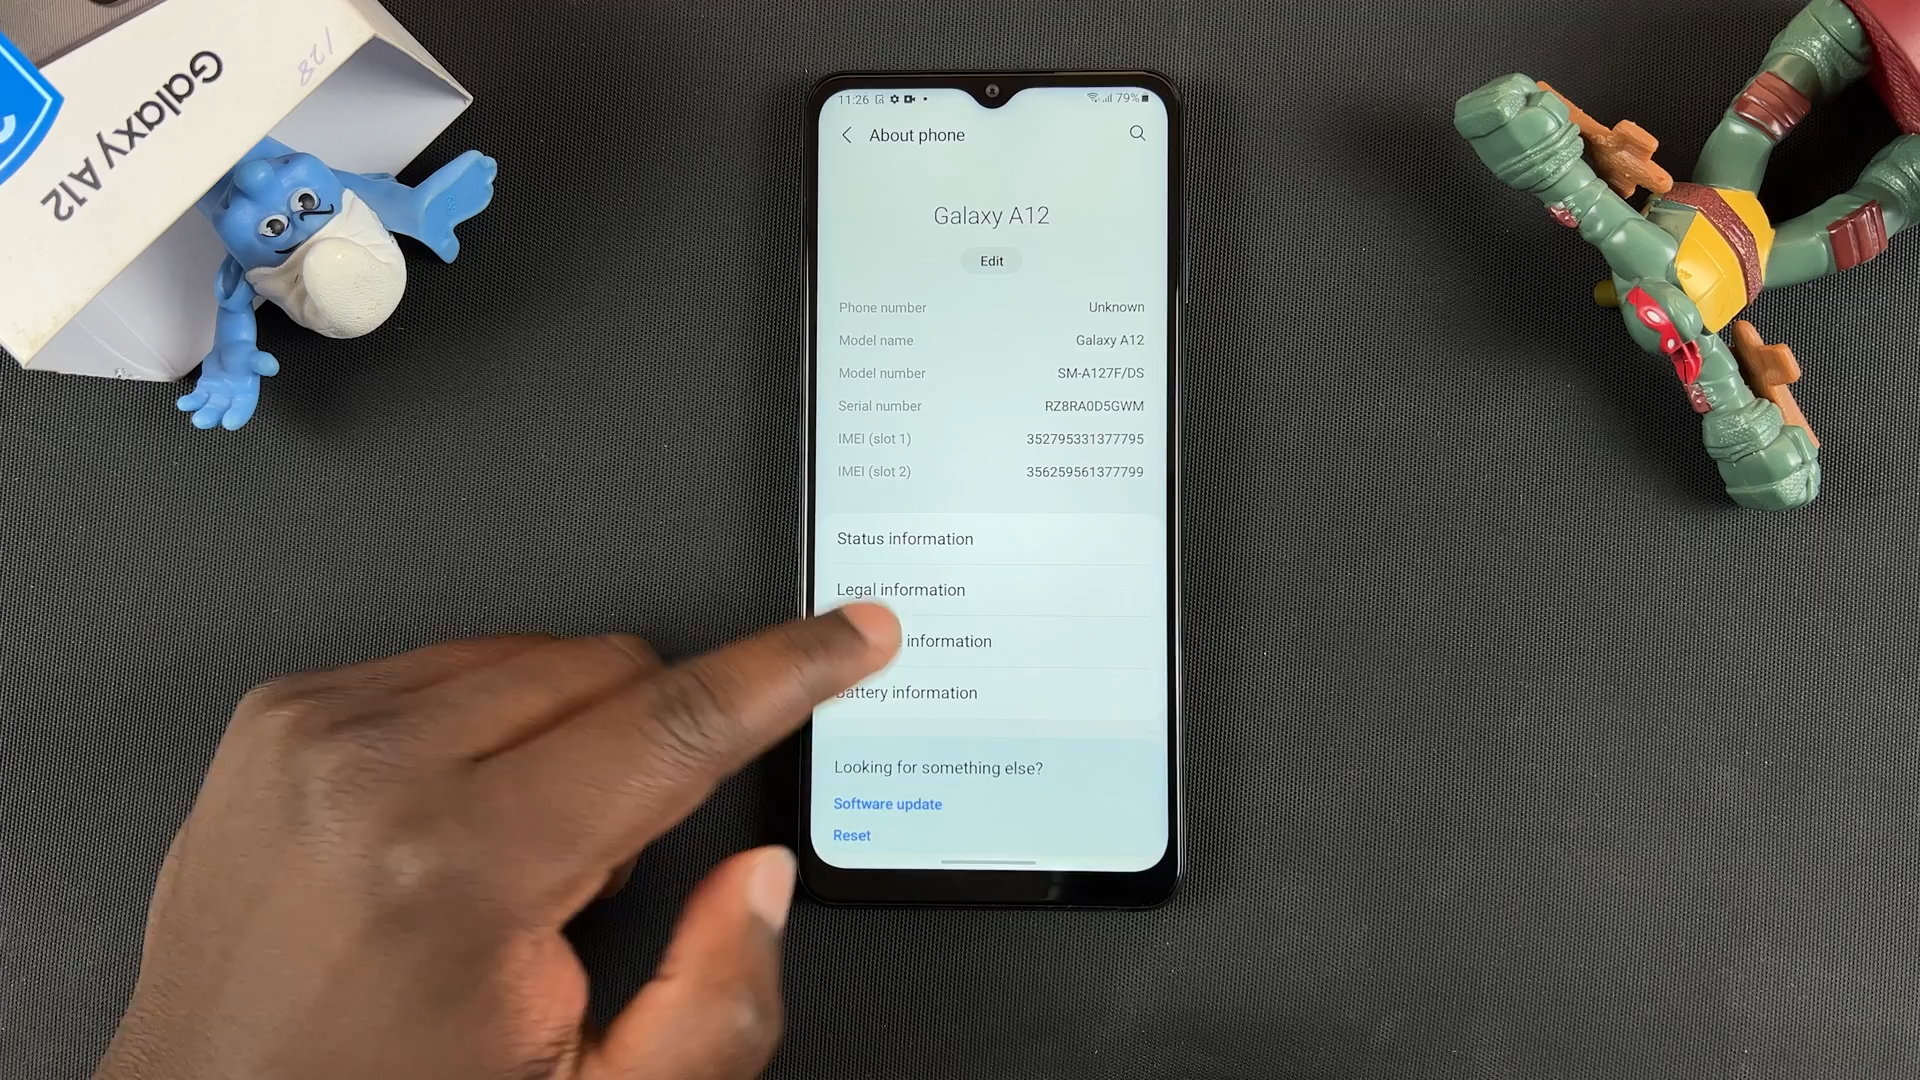 Galaxy A12
128
11:26
79%
About phone
Galaxy A12
Edit
Phone number Unknown
Model name Galaxy A12
Model number SM-A127F/DS
Serial number RZ8RA0D5GWM
IMEI (slot 1) 352795331377795
IMEI (slot 2) 356259561377799
Status information
Legal information
information
Battery information
Looking for something else?
Software update
Reset